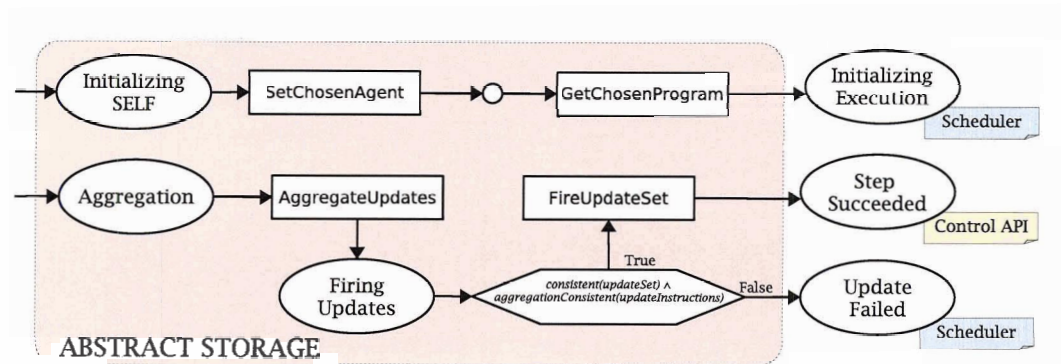 Initializing
SELF
SetChosenAgent
GetChosenProgram
Initializing
Execution
Scheduler
Aggregation
AggregateUpdates
FireUpdateSet
Step
Succeeded
Control API
True
Firing
Updates
consistent(updateSet) ∧
aggregationConsistent(updateInstructions)
False
Update
Failed
Scheduler
ABSTRACT STORAGE